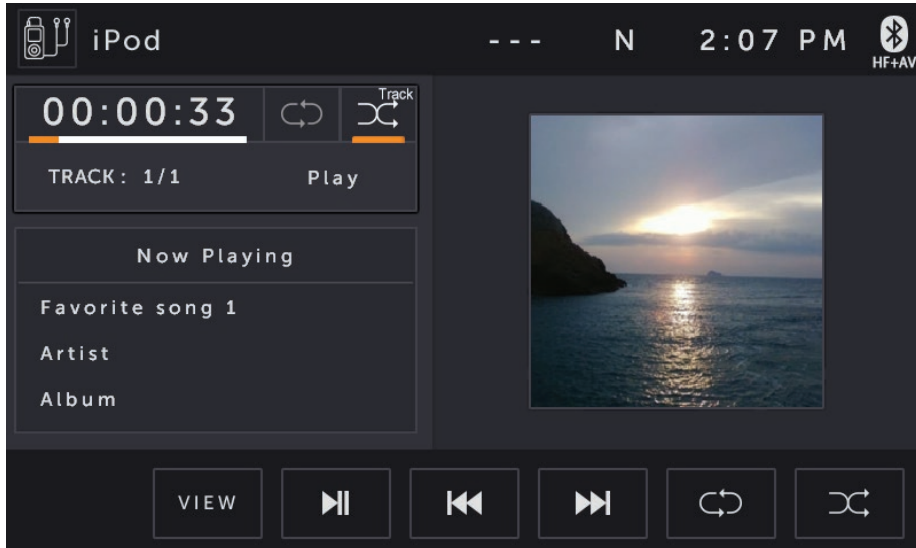 iPod --- N 2:07 PM
HF+AV
00:00:33 Track
TRACK: 1/1 Play
Now Playing
Favorite song 1
Artist
Album
VIEW